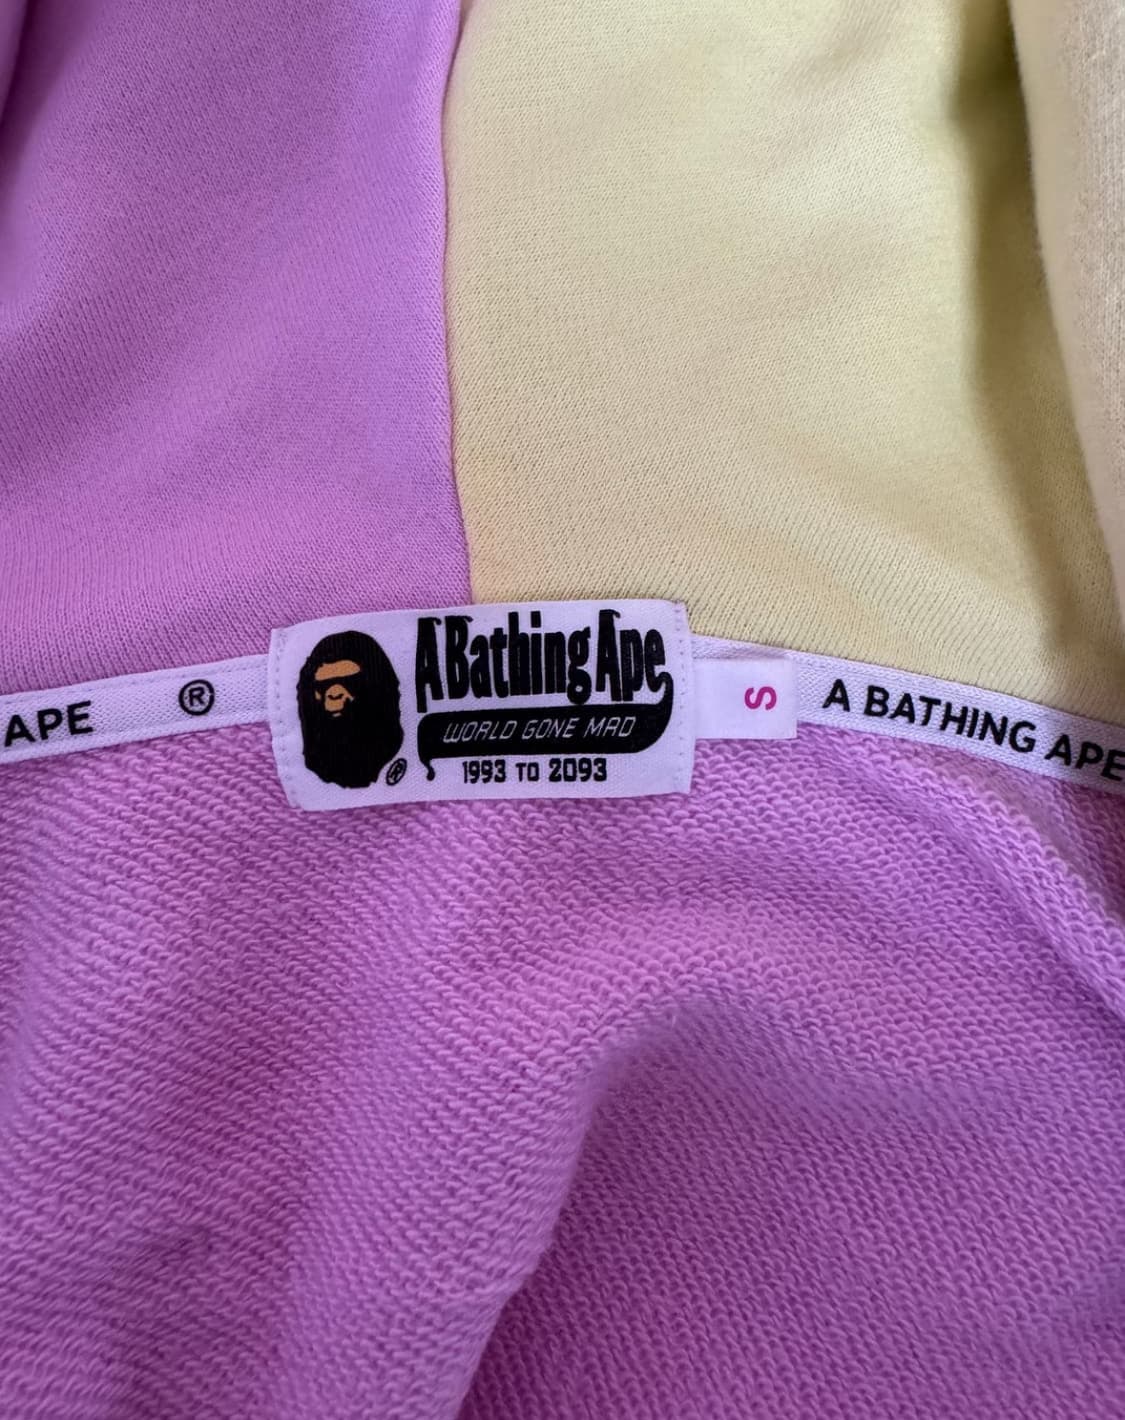 APE ®
A Bathing Ape
WORLD GONE MAD
®
1993 TO 2093
S
A BATHING APE